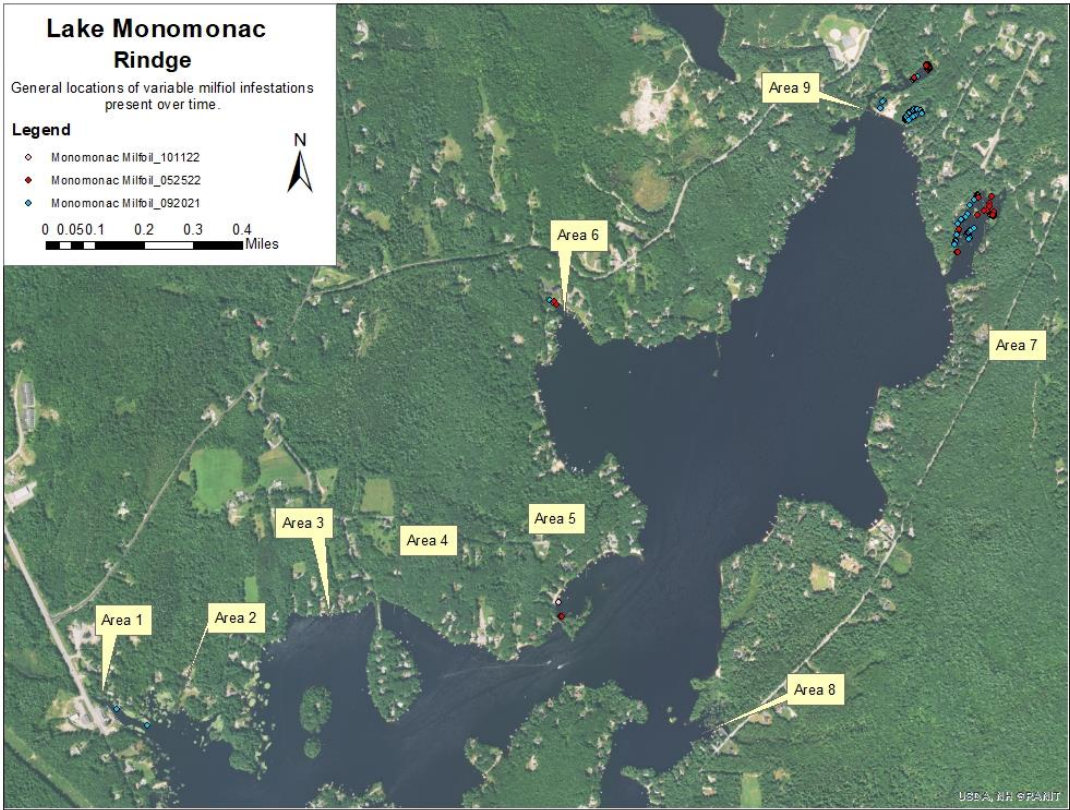 Lake Monomonac
Rindge
General locations of variable milfiol infestations
present over time.
Legend
N
Monomonac Milfoil_101122
Monomonac Milfoil_052522
Monomonac Milfoil_092021
0 0.050.1 0.2 0.3 0.4
Miles
Area 9
Area 6
Area 7
Area 5
Area 3
Area 4
Area 1
Area 2
Area 8
USDA, NH GRANIT